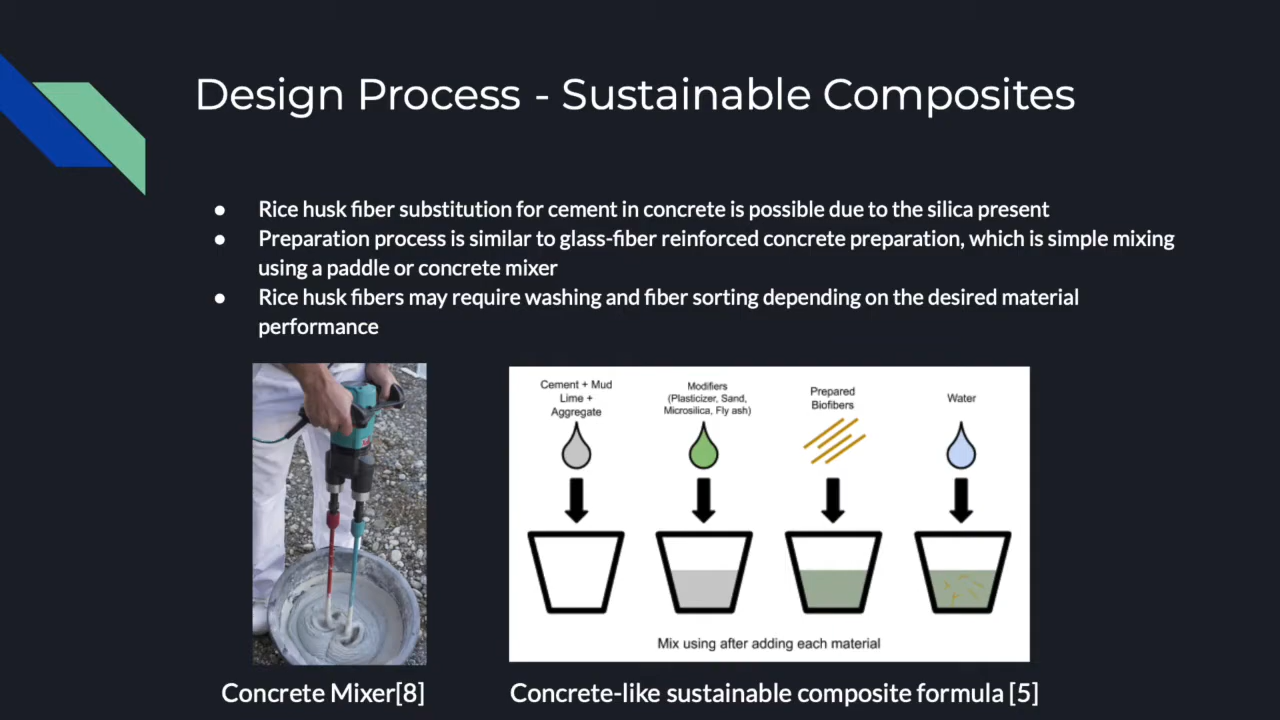 Design Process - Sustainable Composites
● Rice husk fiber substitution for cement in concrete is possible due to the silica present
● Preparation process is similar to glass-fiber reinforced concrete preparation, which is simple mixing
using a paddle or concrete mixer
● Rice husk fibers may require washing and fiber sorting depending on the desired material
performance
Cement + Mud
Lime +
Aggregate
Modifiers
(Plasticizer, Sand,
Microsilica, Fly ash)
Prepared
Biofibers
Water
Mix using after adding each material
Concrete Mixer[8]
Concrete-like sustainable composite formula [5]